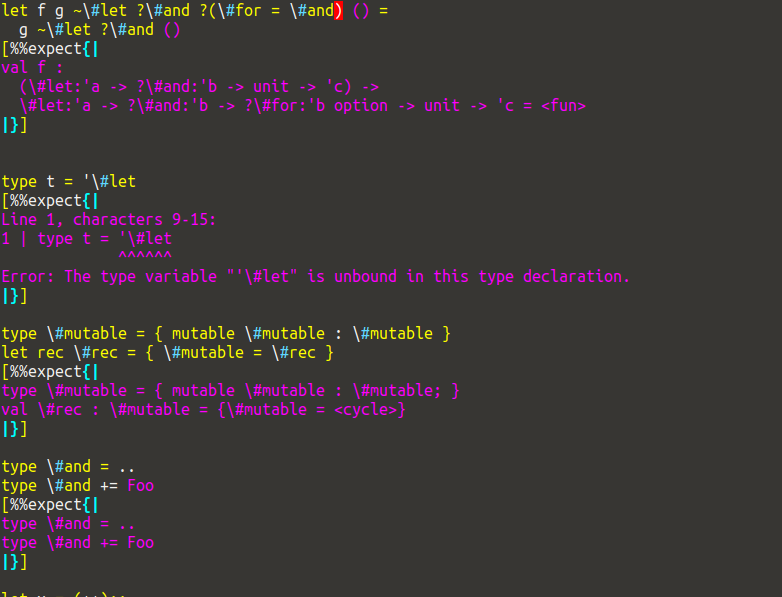 let f g ~\#let ?\#and ?(\#for = \#and) () =
  g ~\#let ?\#and ()
[%%expect{|
val f :
  (\#let:'a -> ?\#and:'b -> unit -> 'c) ->
  \#let:'a -> ?\#and:'b -> ?\#for:'b option -> unit -> 'c = <fun>
|}]
type t = '\#let
[%%expect{|
Line 1, characters 9-15:
1 | type t = '\#let
             ^^^^^^
Error: The type variable "'\#let" is unbound in this type declaration.
|}]
type \#mutable = { mutable \#mutable : \#mutable }
let rec \#rec = { \#mutable = \#rec }
[%%expect{|
type \#mutable = { mutable \#mutable : \#mutable; }
val \#rec : \#mutable = {\#mutable = <cycle>}
|}]
type \#and = ..
type \#and += Foo
[%%expect{|
type \#and = ..
type \#and += Foo
|}]